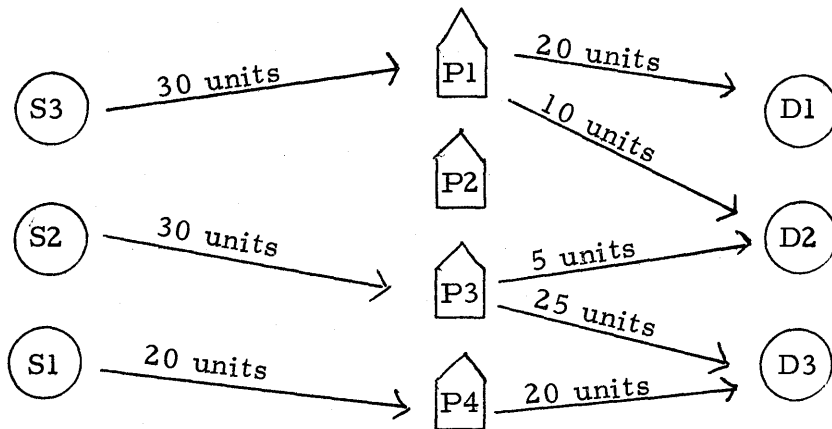 S3
30 units
P1
20 units
D1
10 units
P2
S2
30 units
P3
5 units
D2
25 units
S1
20 units
P4
20 units
D3